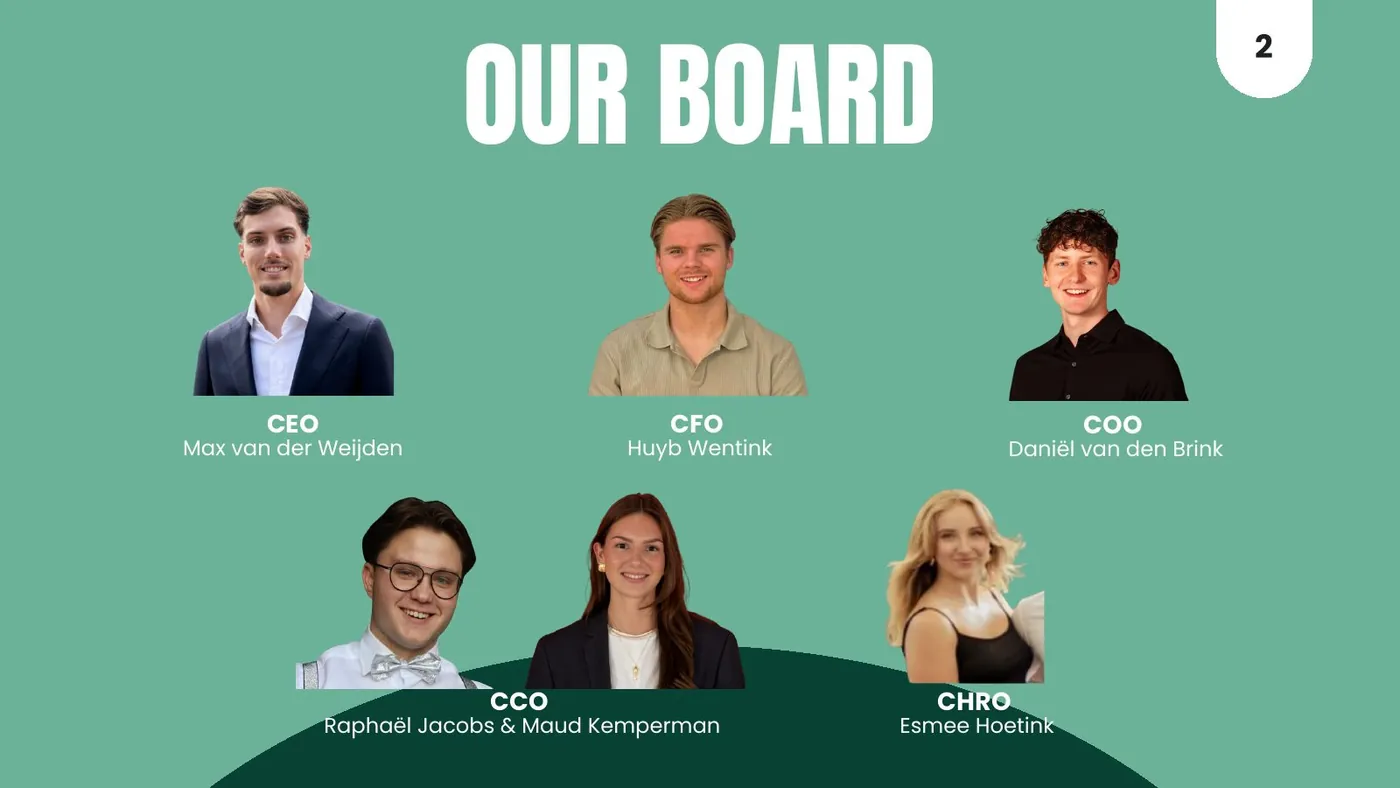 OUR BOARD
2
CEO
Max van der Weijden
CFO
Huyb Wentink
COO
Daniël van den Brink
CCO
Raphaël Jacobs & Maud Kemperman
CHRO
Esmee Hoetink